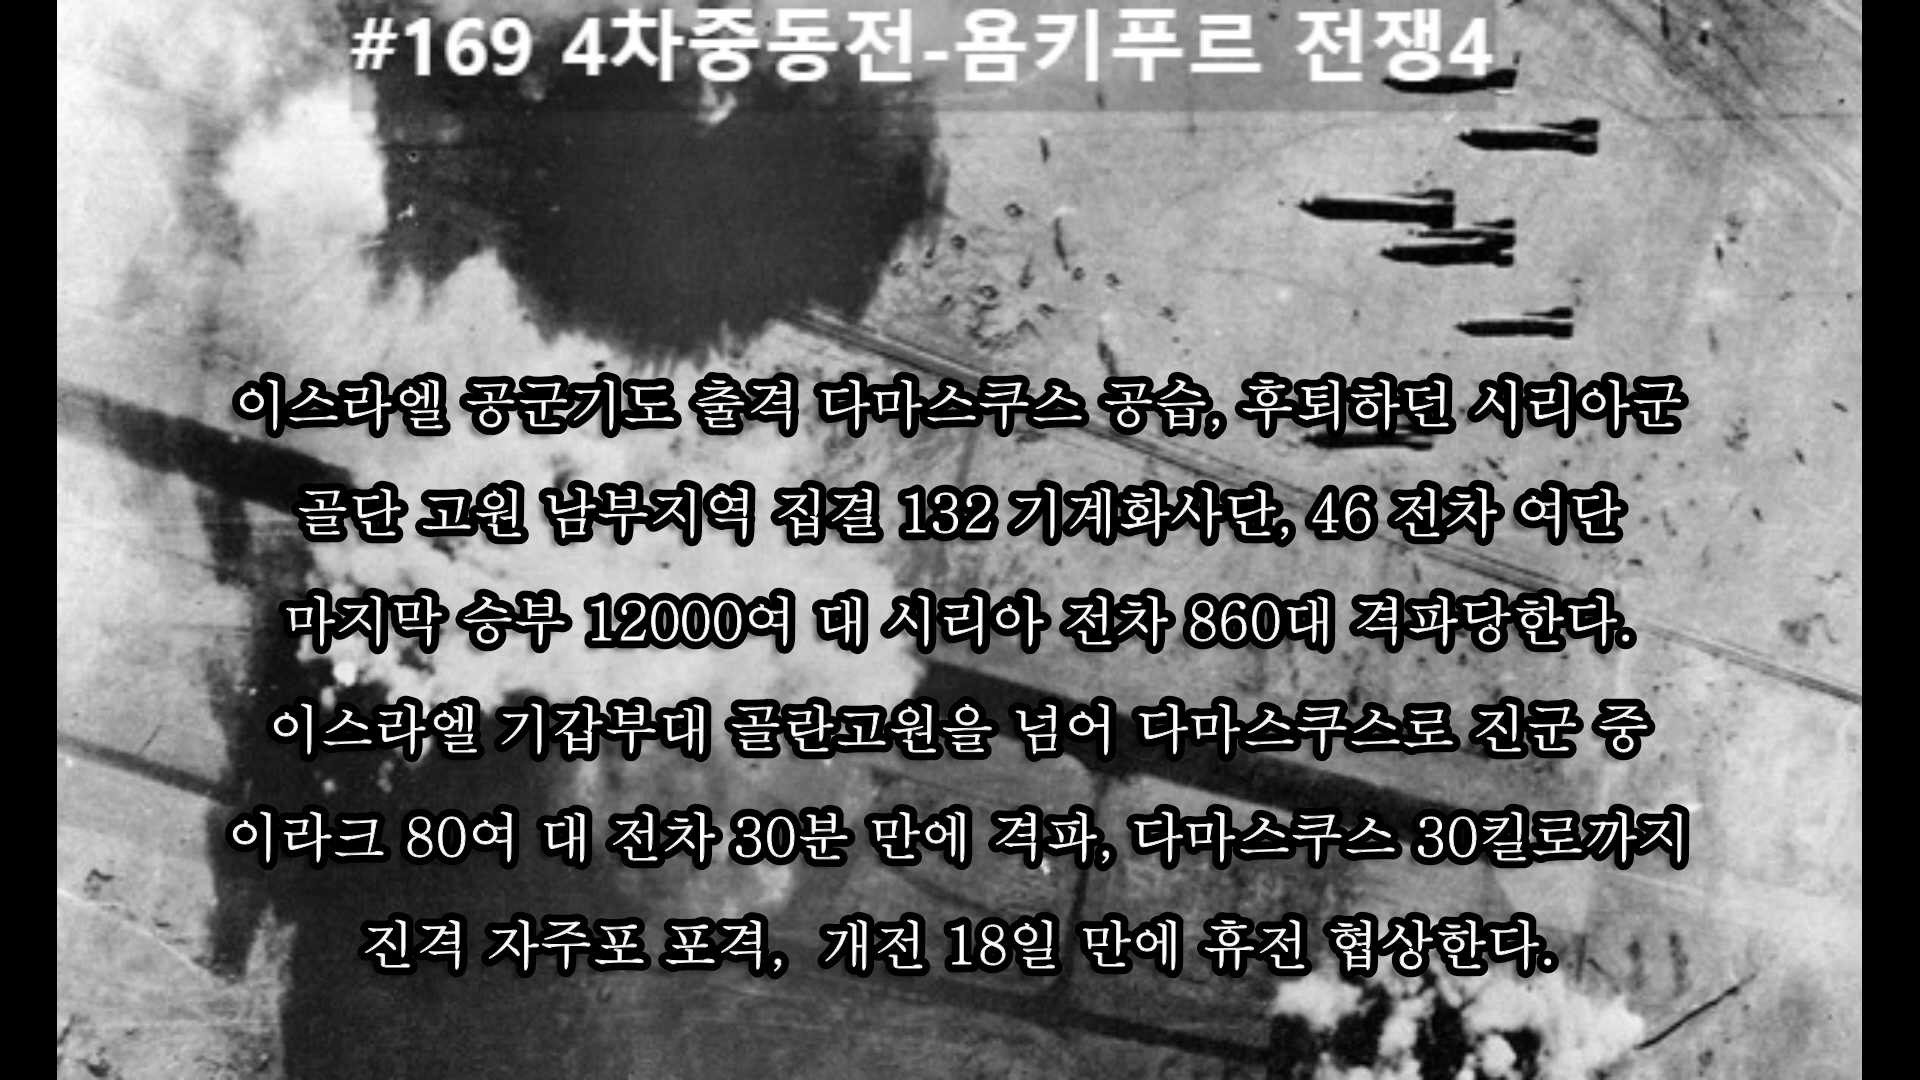 #169 4차중동전-욤키푸르 전쟁4
이스라엘 공군기도 출격 다마스쿠스 공습, 후퇴하던 시리아군
골단 고원 남부지역 집결 132 기계화사단, 46 전차 여단
마지막 승부 12000여 대 시리아 전차 860대 격파당한다.
이스라엘 기갑부대 골란고원을 넘어 다마스쿠스로 진군 중
이라크 80여 대 전차 30분 만에 격파, 다마스쿠스 30킬로까지
진격 자주포 포격, 개전 18일 만에 휴전 협상한다.